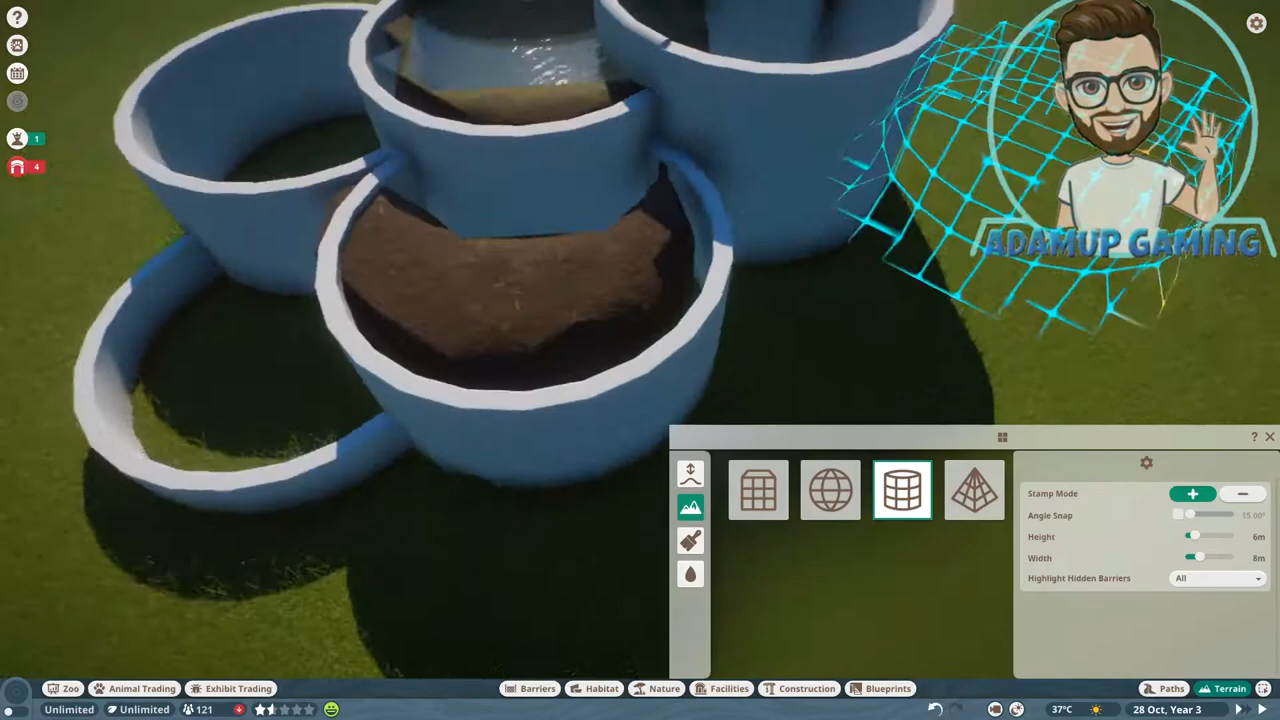 ?
1
4
ADAMUP GAMING
?
Stamp Mode
Angle Snap 15.00°
Height 6m
Width 8m
Highlight Hidden Barriers All
Zoo Animal Trading Exhibit Trading Barriers Habitat Nature Facilities Construction Blueprints Paths Terrain
Unlimited Unlimited 121 37°C 28 Oct, Year 3